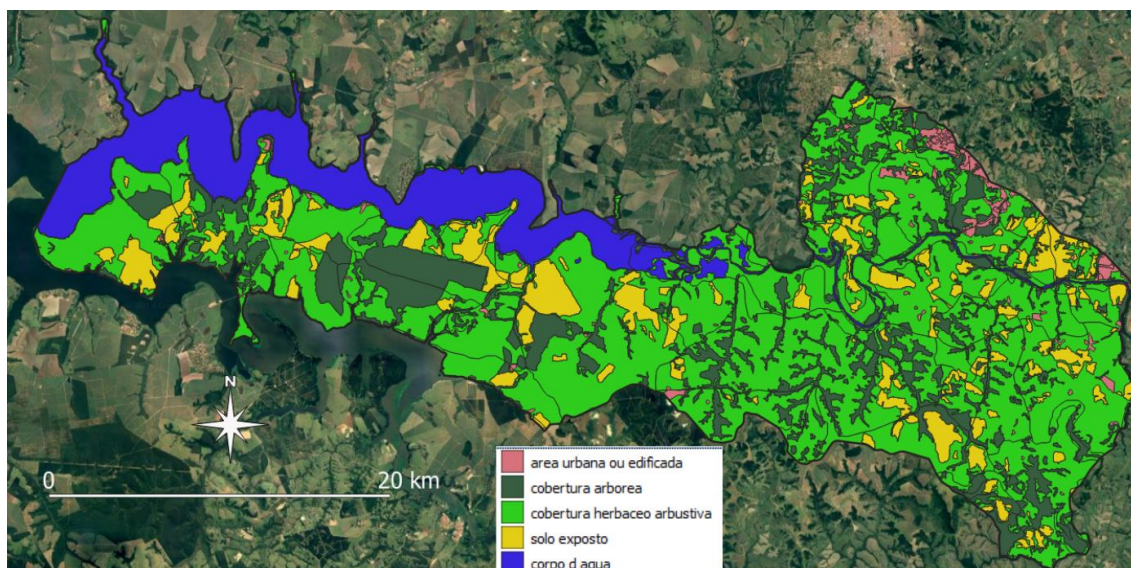 N
0 20 km
area urbana ou edificada
cobertura arborea
cobertura herbaceo arbustiva
solo exposto
corpo d agua